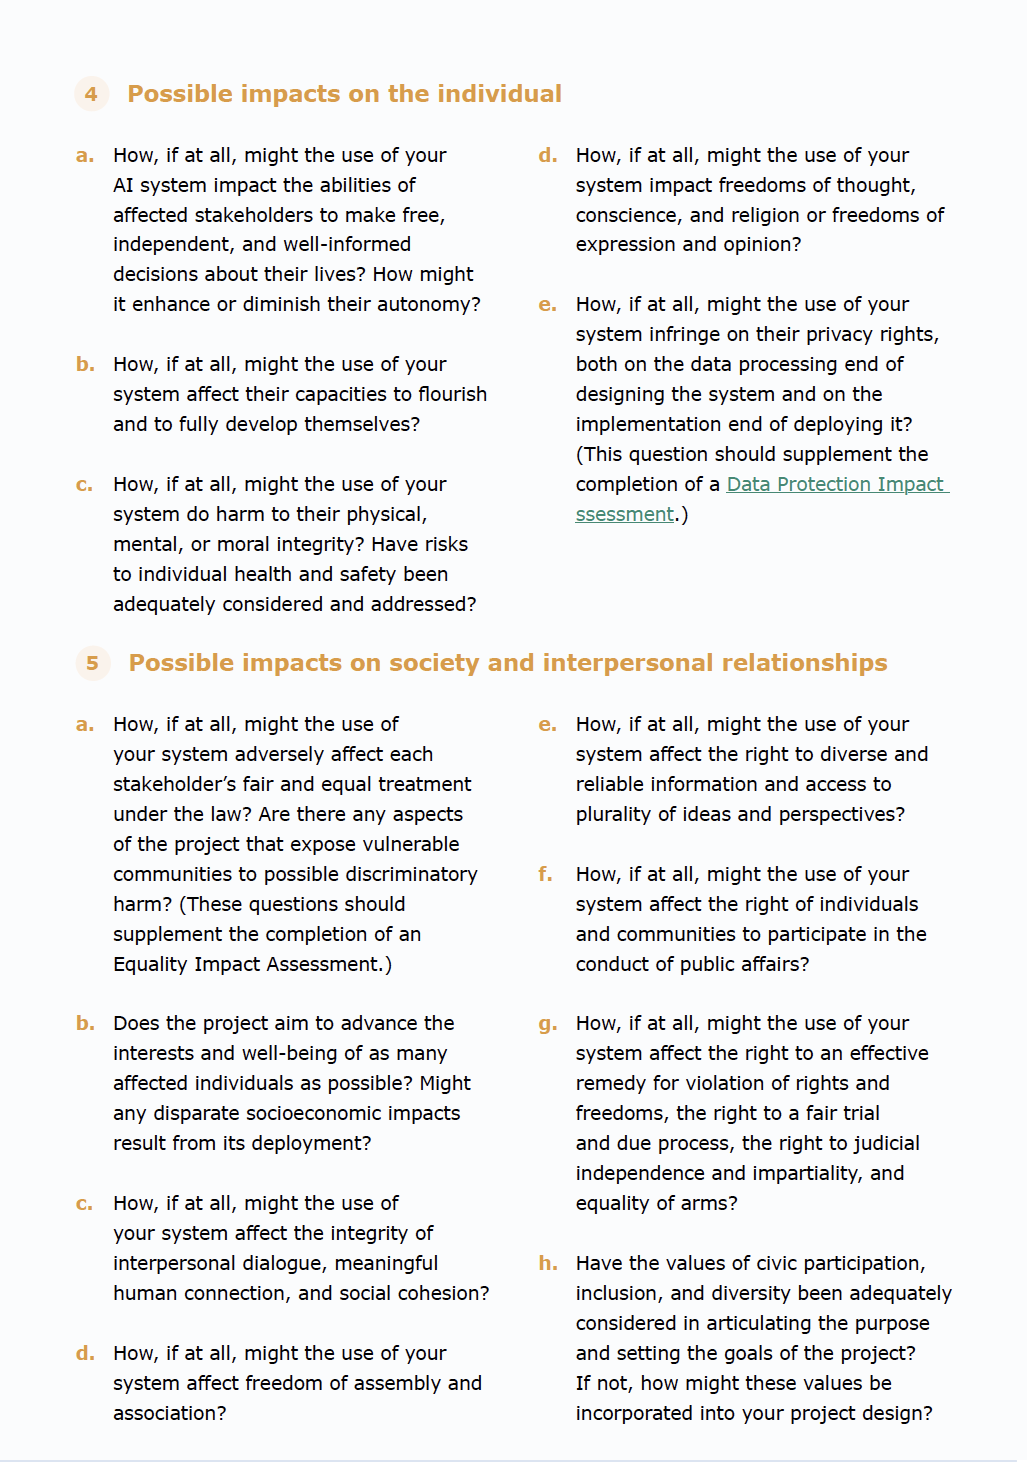 4 Possible impacts on the individual
a. How, if at all, might the use of your
AI system impact the abilities of
affected stakeholders to make free,
independent, and well-informed
decisions about their lives? How might
it enhance or diminish their autonomy?
b. How, if at all, might the use of your
system affect their capacities to flourish
and to fully develop themselves?
c. How, if at all, might the use of your
system do harm to their physical,
mental, or moral integrity? Have risks
to individual health and safety been
adequately considered and addressed?
d. How, if at all, might the use of your
system impact freedoms of thought,
conscience, and religion or freedoms of
expression and opinion?
e. How, if at all, might the use of your
system infringe on their privacy rights,
both on the data processing end of
designing the system and on the
implementation end of deploying it?
(This question should supplement the
completion of a Data Protection Impact
ssessment.)
5 Possible impacts on society and interpersonal relationships
a. How, if at all, might the use of
your system adversely affect each
stakeholder’s fair and equal treatment
under the law? Are there any aspects
of the project that expose vulnerable
communities to possible discriminatory
harm? (These questions should
supplement the completion of an
Equality Impact Assessment.)
b. Does the project aim to advance the
interests and well-being of as many
affected individuals as possible? Might
any disparate socioeconomic impacts
result from its deployment?
c. How, if at all, might the use of
your system affect the integrity of
interpersonal dialogue, meaningful
human connection, and social cohesion?
d. How, if at all, might the use of your
system affect freedom of assembly and
association?
e. How, if at all, might the use of your
system affect the right to diverse and
reliable information and access to
plurality of ideas and perspectives?
f. How, if at all, might the use of your
system affect the right of individuals
and communities to participate in the
conduct of public affairs?
g. How, if at all, might the use of your
system affect the right to an effective
remedy for violation of rights and
freedoms, the right to a fair trial
and due process, the right to judicial
independence and impartiality, and
equality of arms?
h. Have the values of civic participation,
inclusion, and diversity been adequately
considered in articulating the purpose
and setting the goals of the project?
If not, how might these values be
incorporated into your project design?